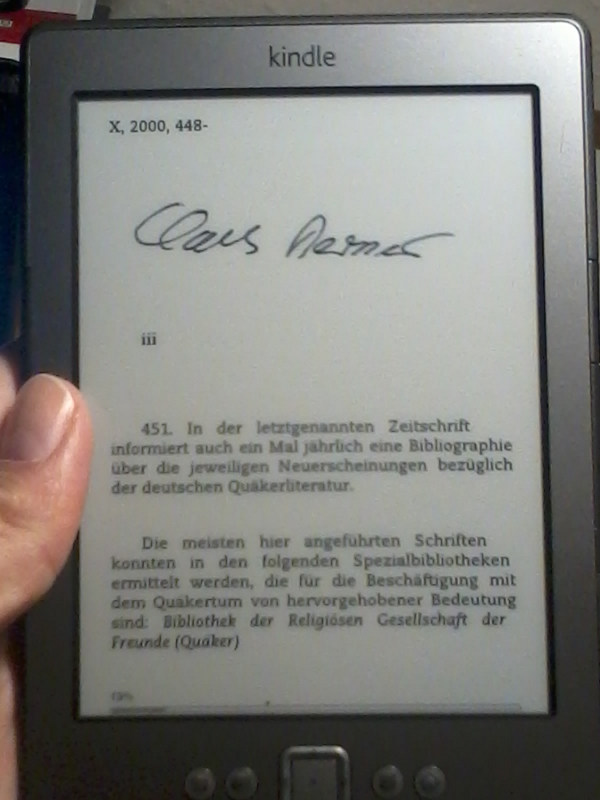 kindle
X, 2000, 448-
Claus Bernet
iii
451. In der letztgenannten Zeitschrift
informiert auch ein Mal jährlich eine Bibliographie
über die jeweiligen Neuerscheinungen bezüglich
der deutschen Quäkerliteratur.
Die meisten hier angeführten Schriften
konnten in den folgenden Spezialbibliotheken
ermittelt werden, die für die Beschäftigung mit
dem Quäkertum von hervorgehobener Bedeutung
sind: Bibliothek der Religiösen Gesellschaft der
Freunde (Quäker)